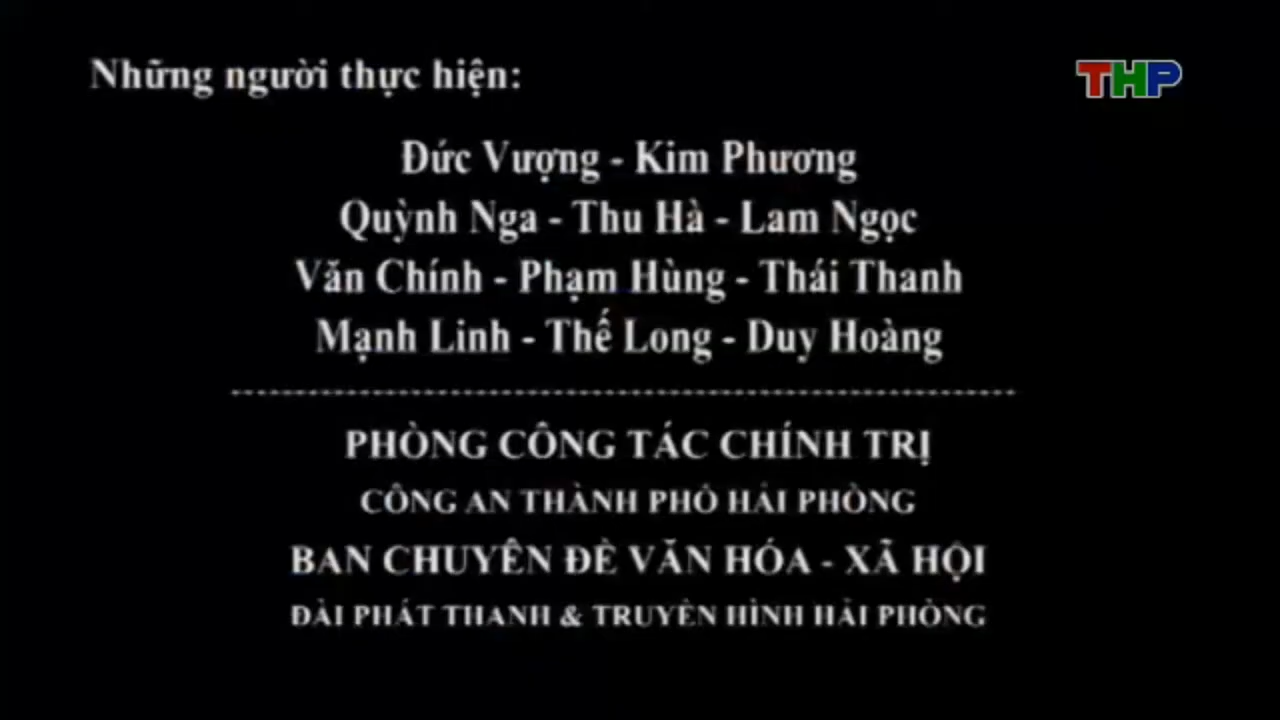 Những người thực hiện:
THP
Đức Vượng - Kim Phương
Quỳnh Nga - Thu Hà - Lam Ngọc
Văn Chính - Phạm Hùng - Thái Thanh
Mạnh Linh - Thế Long - Duy Hoàng
PHÒNG CÔNG TÁC CHÍNH TRỊ
CÔNG AN THÀNH PHỐ HẢI PHÒNG
BAN CHUYÊN ĐỀ VĂN HÓA - XÃ HỘI
ĐÀI PHÁT THANH & TRUYỀN HÌNH HẢI PHÒNG